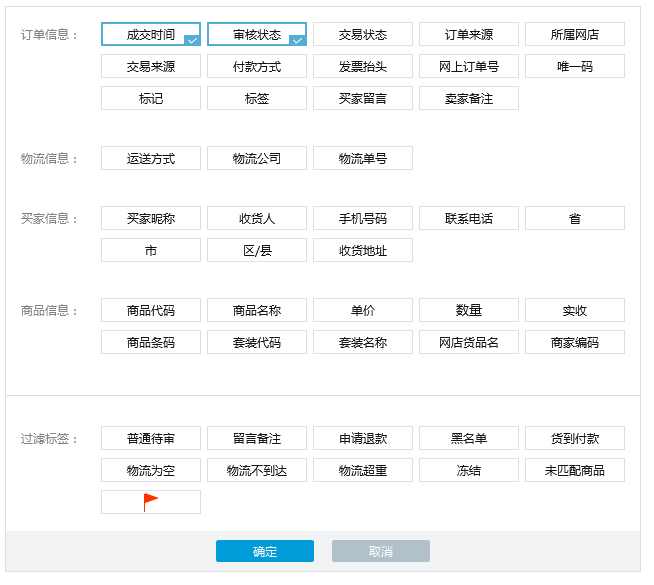 订单信息： 成交时间 审核状态 交易状态 订单来源 所属网店
交易来源 付款方式 发票抬头 网上订单号 唯一码
标记 标签 买家留言 卖家备注
物流信息： 运送方式 物流公司 物流单号
买家信息： 买家昵称 收货人 手机号码 联系电话 省
市 区/县 收货地址
商品信息： 商品代码 商品名称 单价 数量 实收
商品条码 套装代码 套装名称 网店货品名 商家编码
过滤标签： 普通待审 留言备注 申请退款 黑名单 货到付款
物流为空 物流不到达 物流超重 冻结 未匹配商品
确定 取消